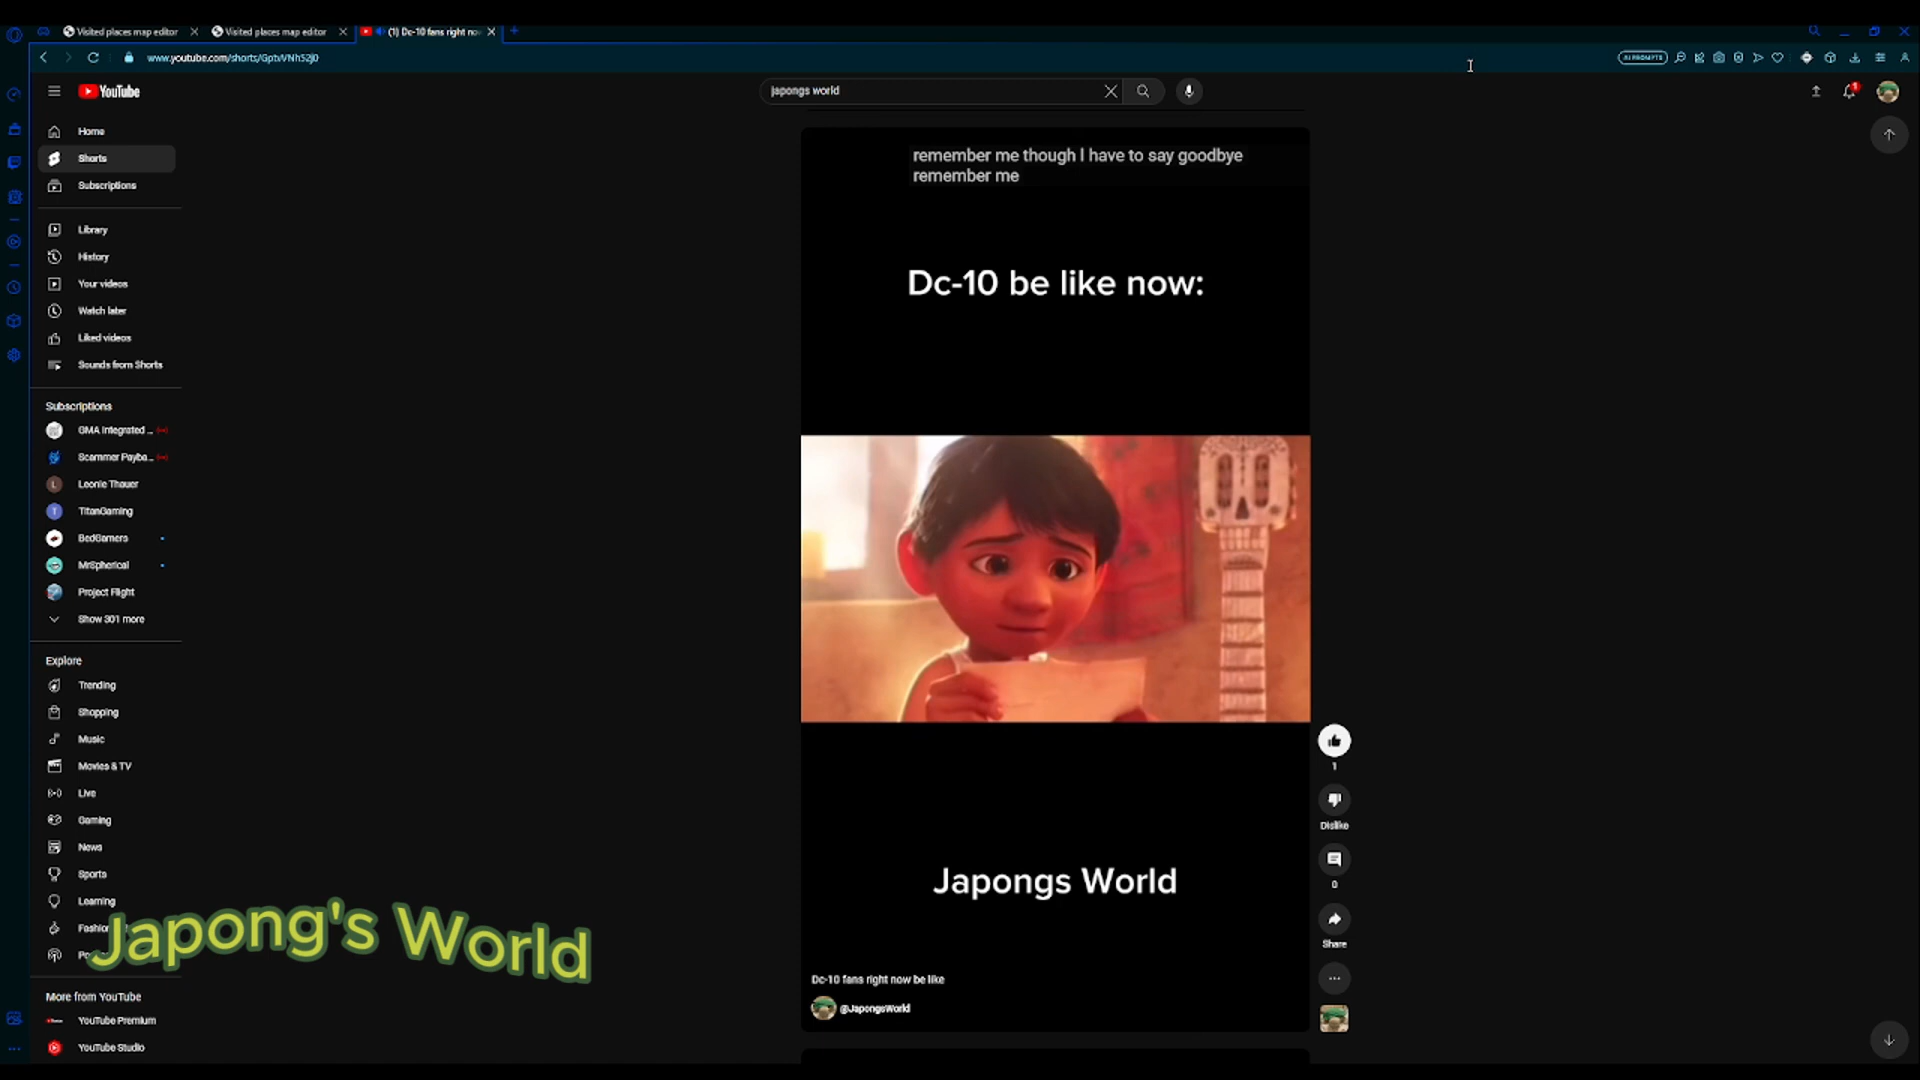 Visited places map editor
Visited places map editor
(1) Dc-10 fans right now
www.youtube.com/shorts/GptvVNh52j0
AI PROMPTS
YouTube
japongs world
1
Home
Shorts
Subscriptions
Library
History
Your videos
Watch later
Liked videos
Sounds from Shorts
Subscriptions
GMA Integrated ...
Scammer Payba...
L
Leonie Thauer
T
TitanGaming
BedGamers
MrSpherical
Project Flight
Show 301 more
Explore
Trending
Shopping
Music
Movies & TV
Live
Gaming
News
Sports
Learning
Fashion
Japong's World
More from YouTube
YouTube Premium
YouTube Studio
remember me though I have to say goodbye
remember me
Dc-10 be like now:
Japongs World
Dc-10 fans right now be like
@JapongsWorld
1
Dislike
0
Share